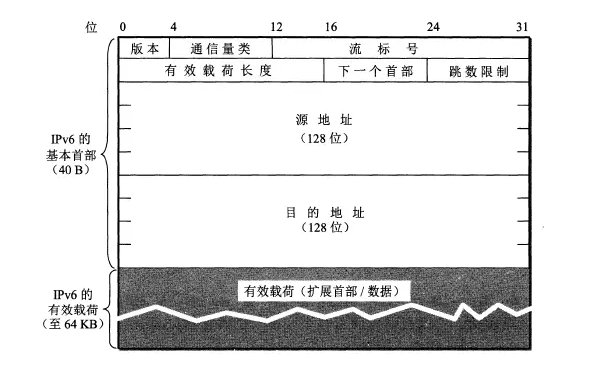 位 0 4 12 16 24 31
版本 通信量类 流标号
有效载荷长度 下一个首部 跳数限制
源地址
（128 位）
IPv6 的
基本首部
（40 B）
目的地址
（128 位）
有效载荷（扩展首部 / 数据）
IPv6 的
有效载荷
（至 64 KB）